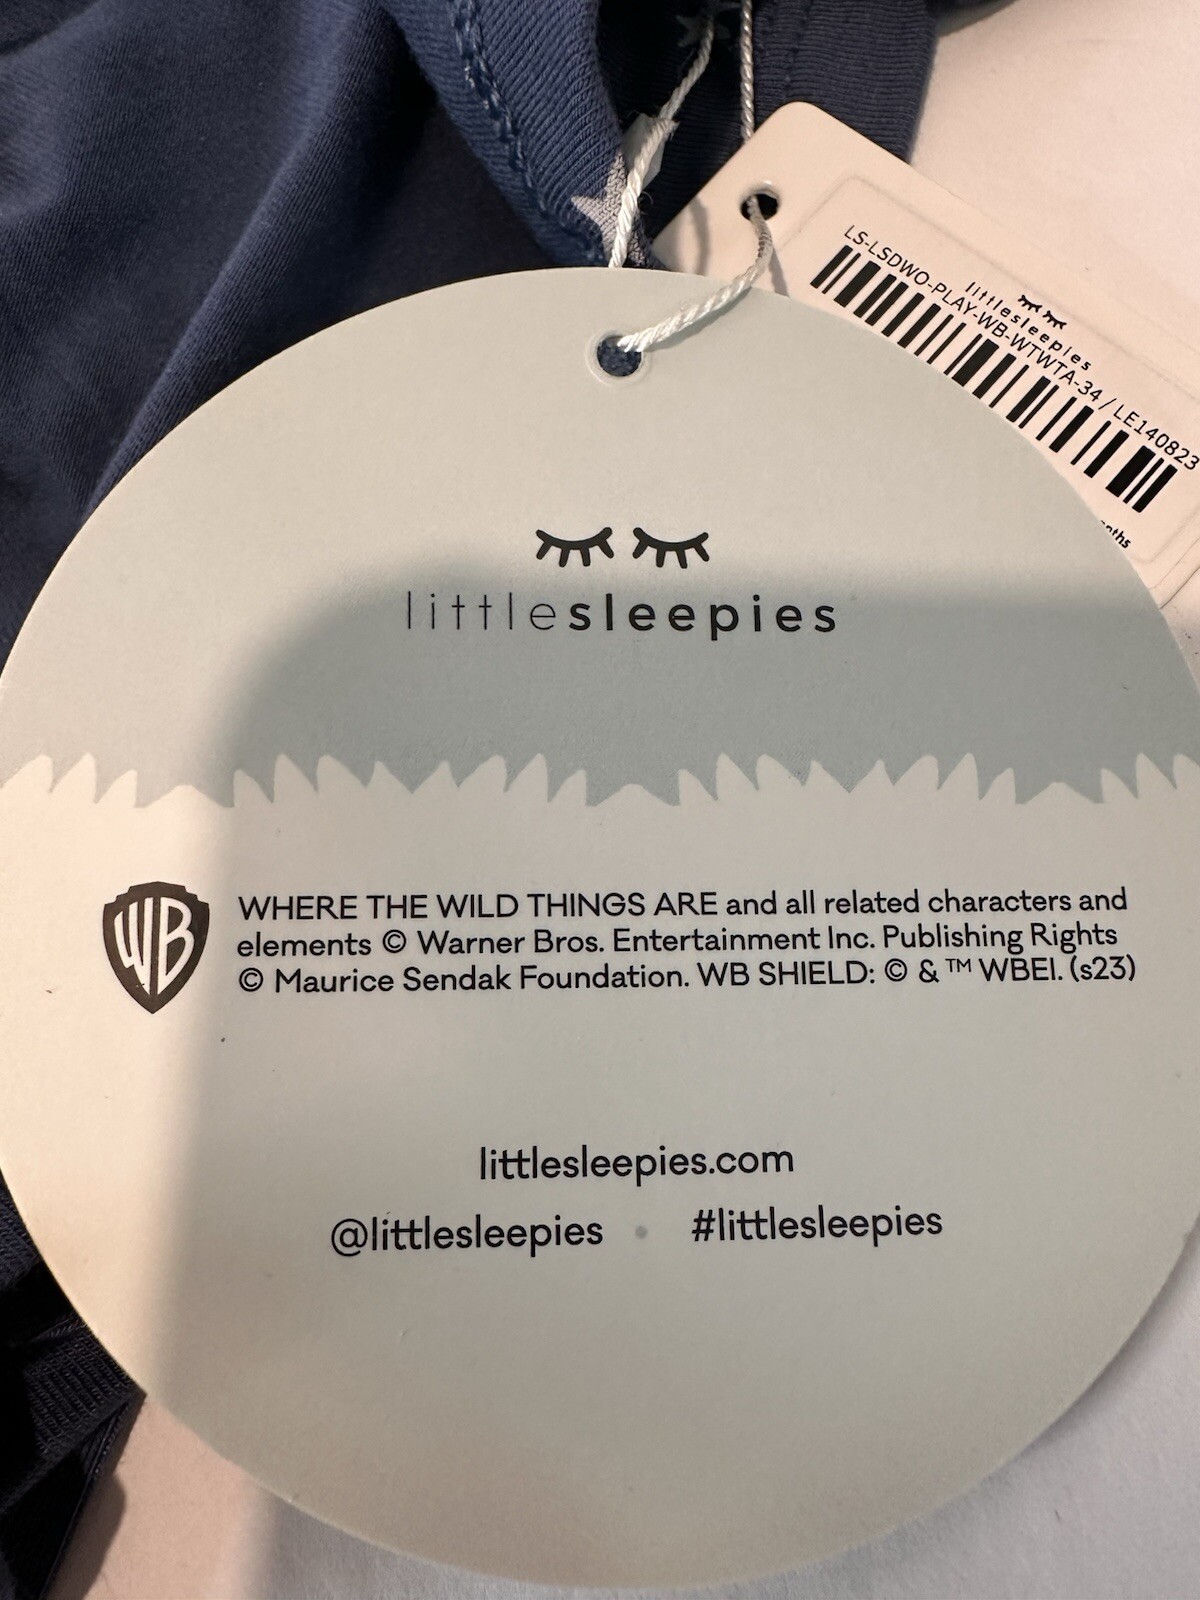 LS-LSDWO-PLAY-WB-WTWTA-34 / LE140823
littlesleepies
littlesleepies
WB
WHERE THE WILD THINGS ARE and all related characters and
elements © Warner Bros. Entertainment Inc. Publishing Rights
© Maurice Sendak Foundation. WB SHIELD: © & ™ WBEI. (s23)
littlesleepies.com
@littlesleepies • #littlesleepies